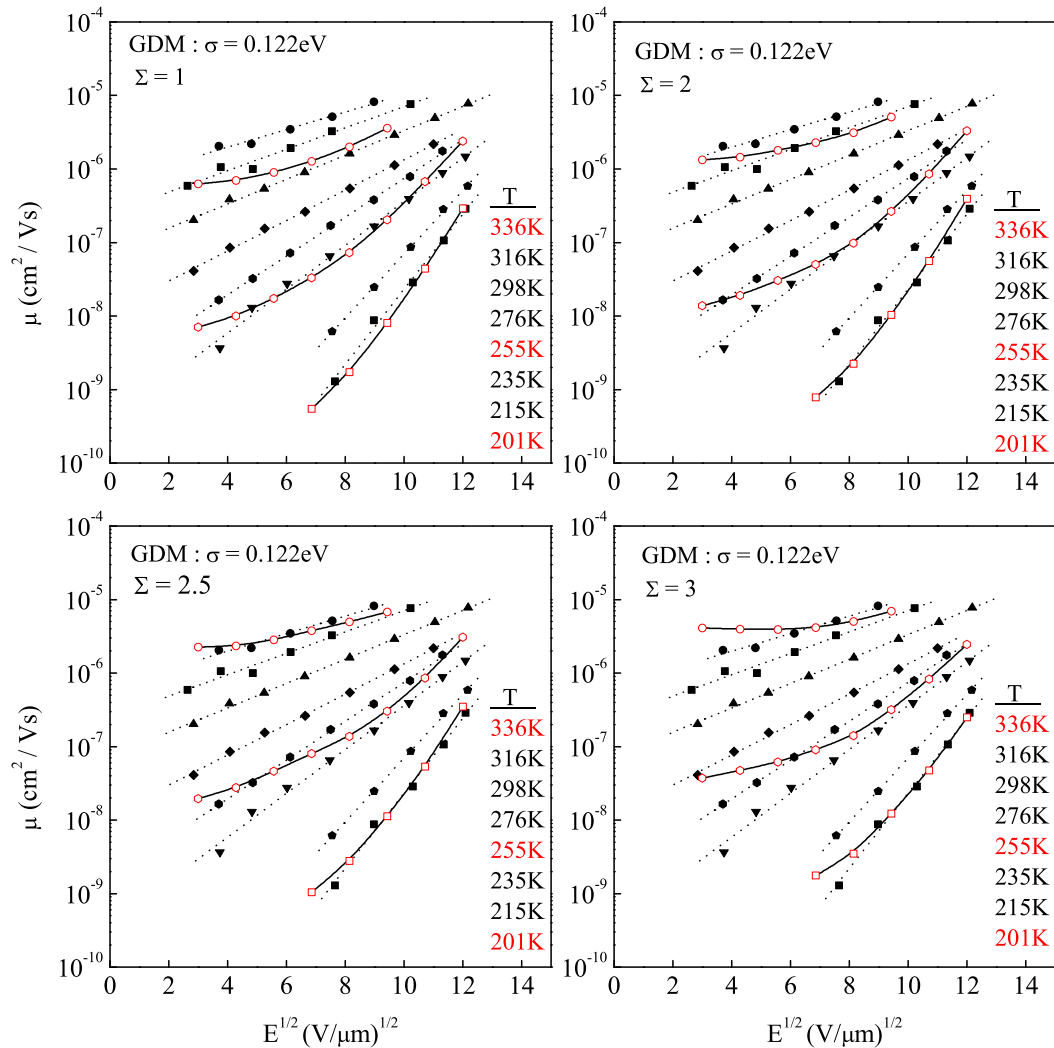 GDM : σ = 0.122eV
Σ = 1
10⁻⁴
10⁻⁵
10⁻⁶
10⁻⁷
10⁻⁸
10⁻⁹
10⁻¹⁰
μ (cm² / Vs)
T
336K
316K
298K
276K
255K
235K
215K
201K
0 2 4 6 8 10 12 14
GDM : σ = 0.122eV
Σ = 2
10⁻⁴
10⁻⁵
10⁻⁶
10⁻⁷
10⁻⁸
10⁻⁹
10⁻¹⁰
T
336K
316K
298K
276K
255K
235K
215K
201K
0 2 4 6 8 10 12 14
GDM : σ = 0.122eV
Σ = 2.5
10⁻⁴
10⁻⁵
10⁻⁶
10⁻⁷
10⁻⁸
10⁻⁹
10⁻¹⁰
μ (cm² / Vs)
T
336K
316K
298K
276K
255K
235K
215K
201K
0 2 4 6 8 10 12 14
E¹/² (V/μm)¹/²
GDM : σ = 0.122eV
Σ = 3
10⁻⁴
10⁻⁵
10⁻⁶
10⁻⁷
10⁻⁸
10⁻⁹
10⁻¹⁰
T
336K
316K
298K
276K
255K
235K
215K
201K
0 2 4 6 8 10 12 14
E¹/² (V/μm)¹/²